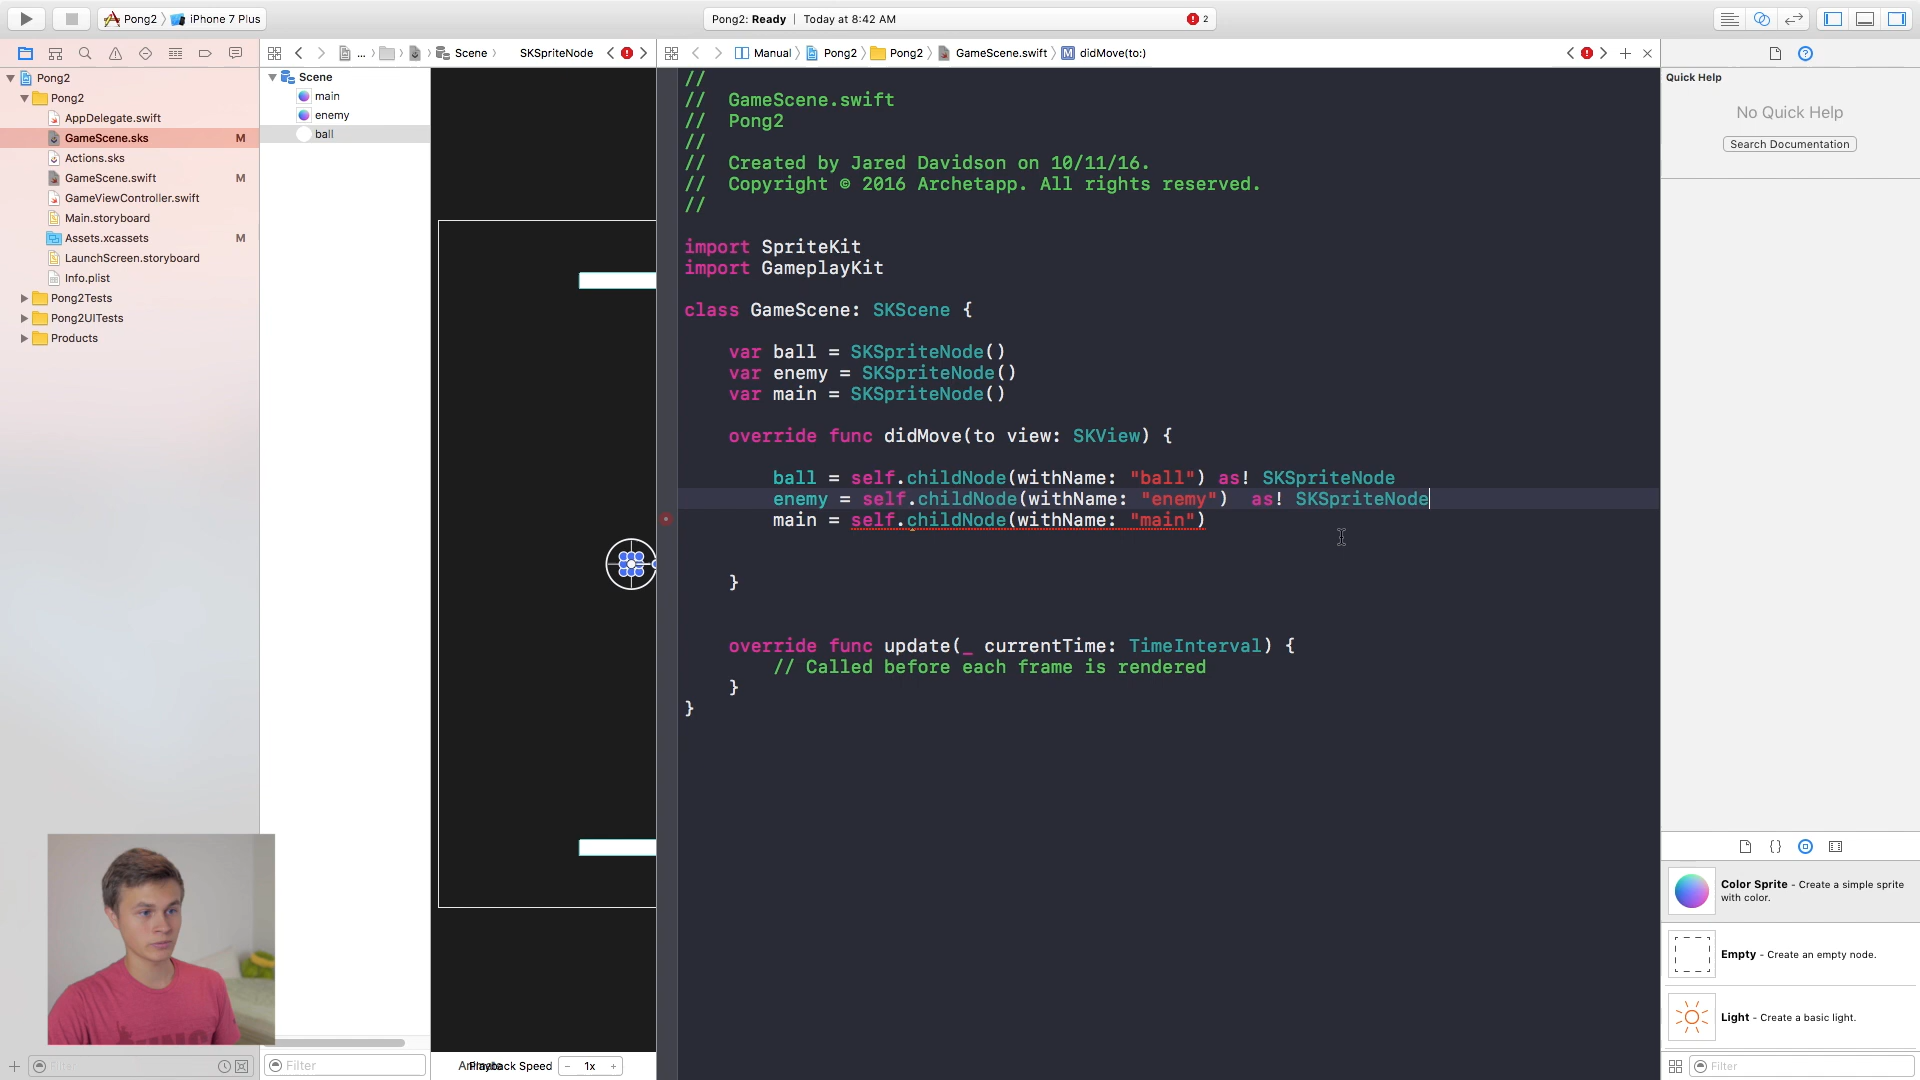 Pong2
iPhone 7 Plus
Pong2: Ready
Today at 8:42 AM
2
...
Scene
SKSpriteNode
Manual
Pong2
Pong2
GameScene.swift
didMove(to:)
Pong2
Pong2
AppDelegate.swift
GameScene.sks
M
Actions.sks
GameScene.swift
M
GameViewController.swift
Main.storyboard
Assets.xcassets
M
LaunchScreen.storyboard
Info.plist
Pong2Tests
Pong2UITests
Products
Filter
Scene
main
enemy
ball
Filter
Playback Speed
1x
//
// GameScene.swift
// Pong2
//
// Created by Jared Davidson on 10/11/16.
// Copyright © 2016 Archetapp. All rights reserved.
//
import SpriteKit
import GameplayKit
class GameScene: SKScene {
var ball = SKSpriteNode()
var enemy = SKSpriteNode()
var main = SKSpriteNode()
override func didMove(to view: SKView) {
ball = self.childNode(withName: "ball") as! SKSpriteNode
enemy = self.childNode(withName: "enemy")  as! SKSpriteNode
main = self.childNode(withName: "main")
}
override func update(_ currentTime: TimeInterval) {
// Called before each frame is rendered
}
}
Quick Help
No Quick Help
Search Documentation
{}
Color Sprite - Create a simple sprite
with color.
Empty - Create an empty node.
Light - Create a basic light.
Filter